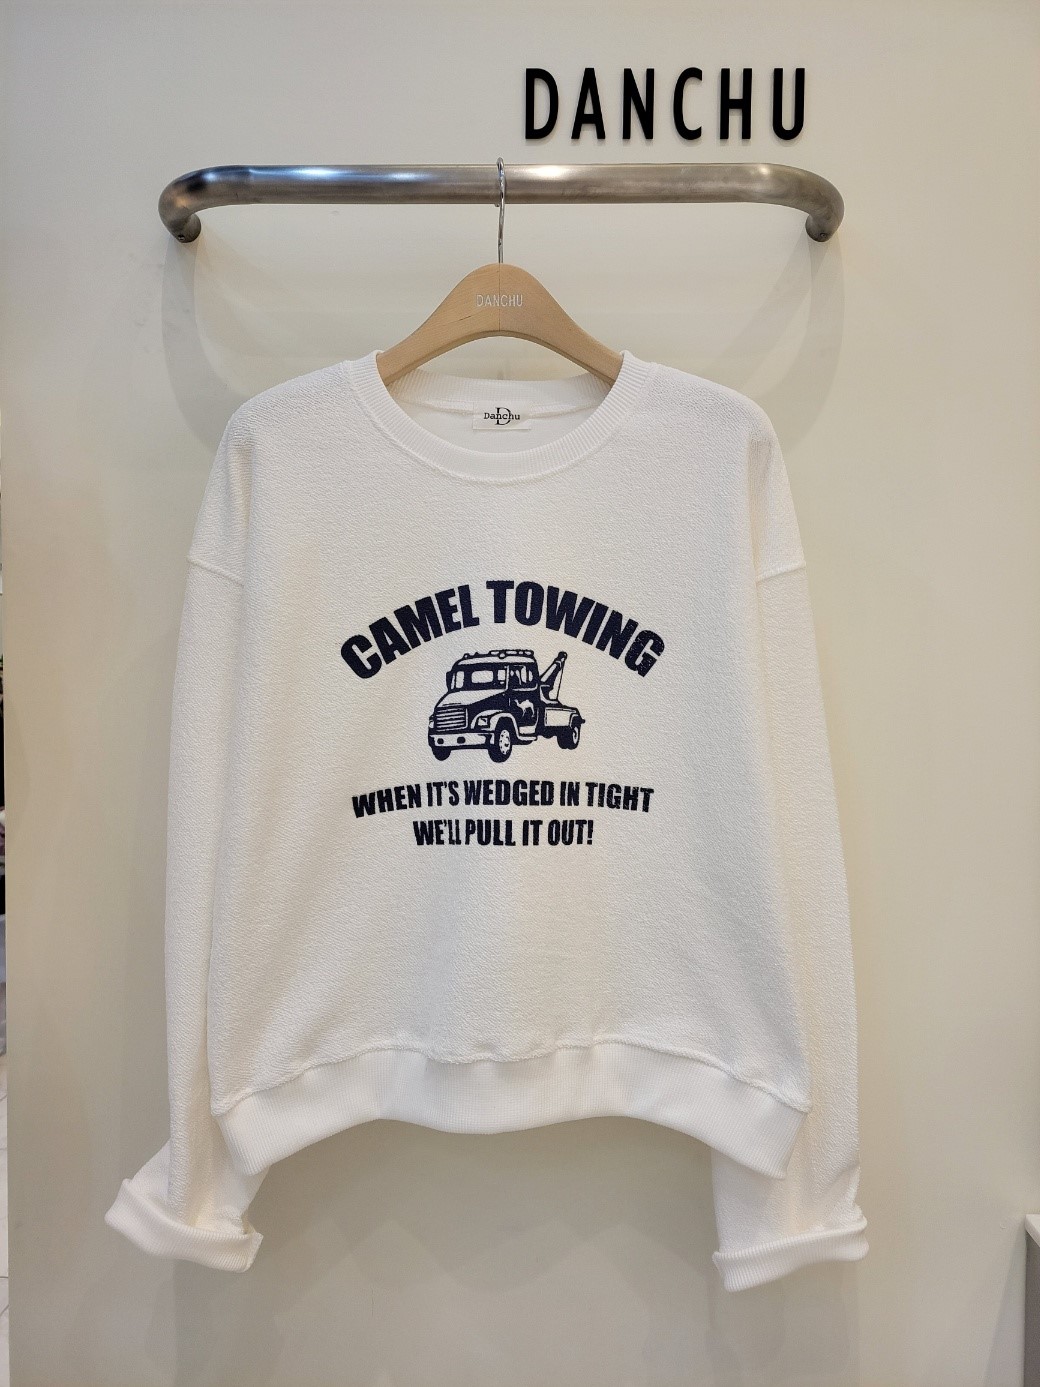 DANCHU
DANCHU
Danchu
D
CAMEL TOWING
WHEN IT'S WEDGED IN TIGHT
WE'LL PULL IT OUT!